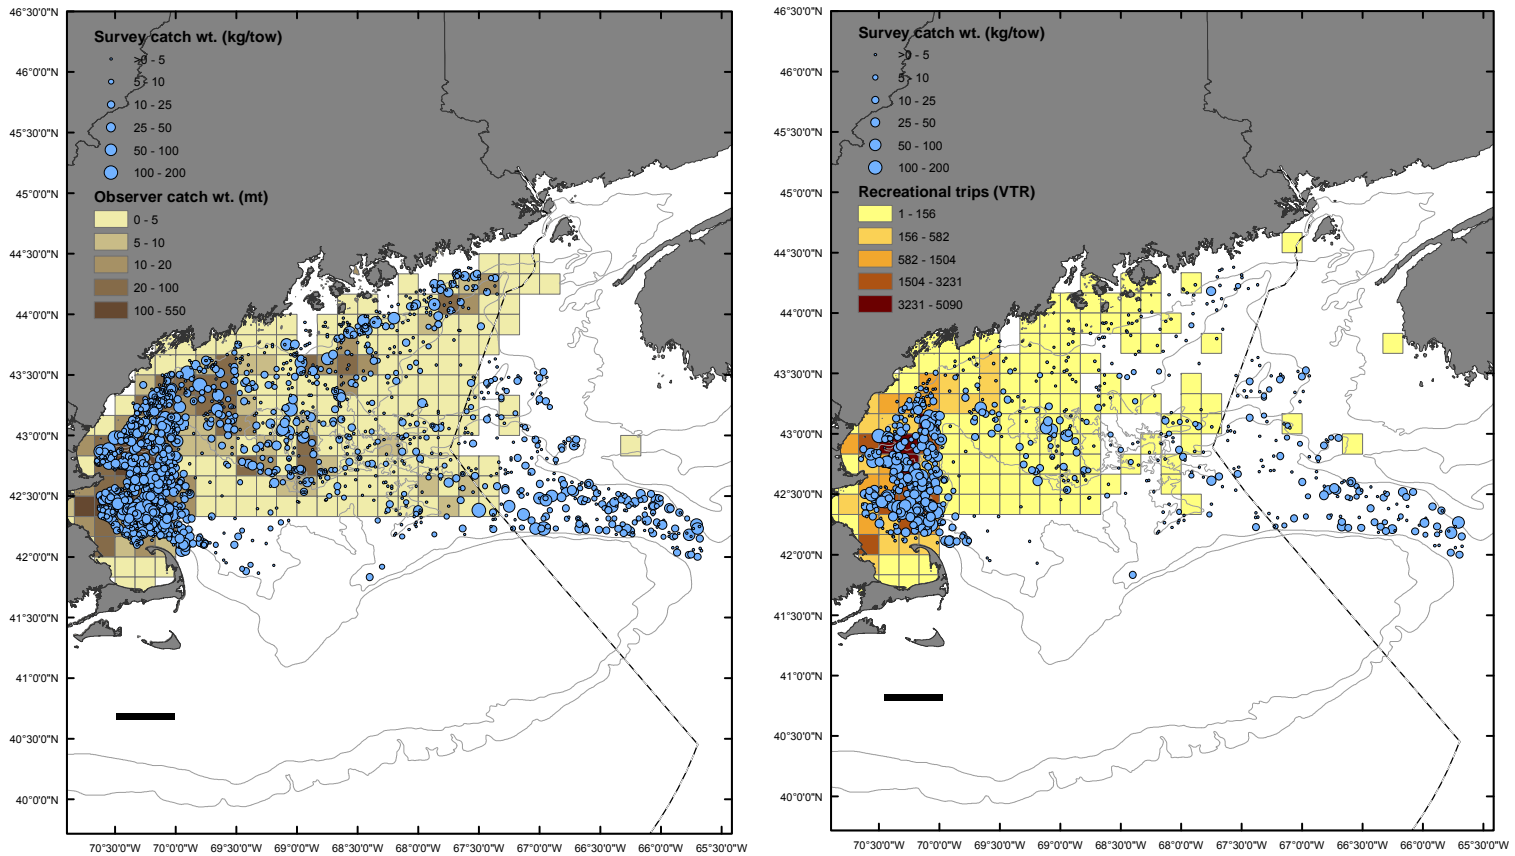 Survey catch wt. (kg/tow)
>0 - 5
5 - 10
10 - 25
25 - 50
50 - 100
100 - 200
Observer catch wt. (mt)
0 - 5
5 - 10
10 - 20
20 - 100
100 - 550
46°30'0"N
46°0'0"N
45°30'0"N
45°0'0"N
44°30'0"N
44°0'0"N
43°30'0"N
43°0'0"N
42°30'0"N
42°0'0"N
41°30'0"N
41°0'0"N
40°30'0"N
40°0'0"N
70°30'0"W 70°0'0"W 69°30'0"W 69°0'0"W 68°30'0"W 68°0'0"W 67°30'0"W 67°0'0"W 66°30'0"W 66°0'0"W 65°30'0"W
Survey catch wt. (kg/tow)
>0 - 5
5 - 10
10 - 25
25 - 50
50 - 100
100 - 200
Recreational trips (VTR)
1 - 156
156 - 582
582 - 1504
1504 - 3231
3231 - 5090
46°30'0"N
46°0'0"N
45°30'0"N
45°0'0"N
44°30'0"N
44°0'0"N
43°30'0"N
43°0'0"N
42°30'0"N
42°0'0"N
41°30'0"N
41°0'0"N
40°30'0"N
40°0'0"N
70°30'0"W 70°0'0"W 69°30'0"W 69°0'0"W 68°30'0"W 68°0'0"W 67°30'0"W 67°0'0"W 66°30'0"W 66°0'0"W 65°30'0"W